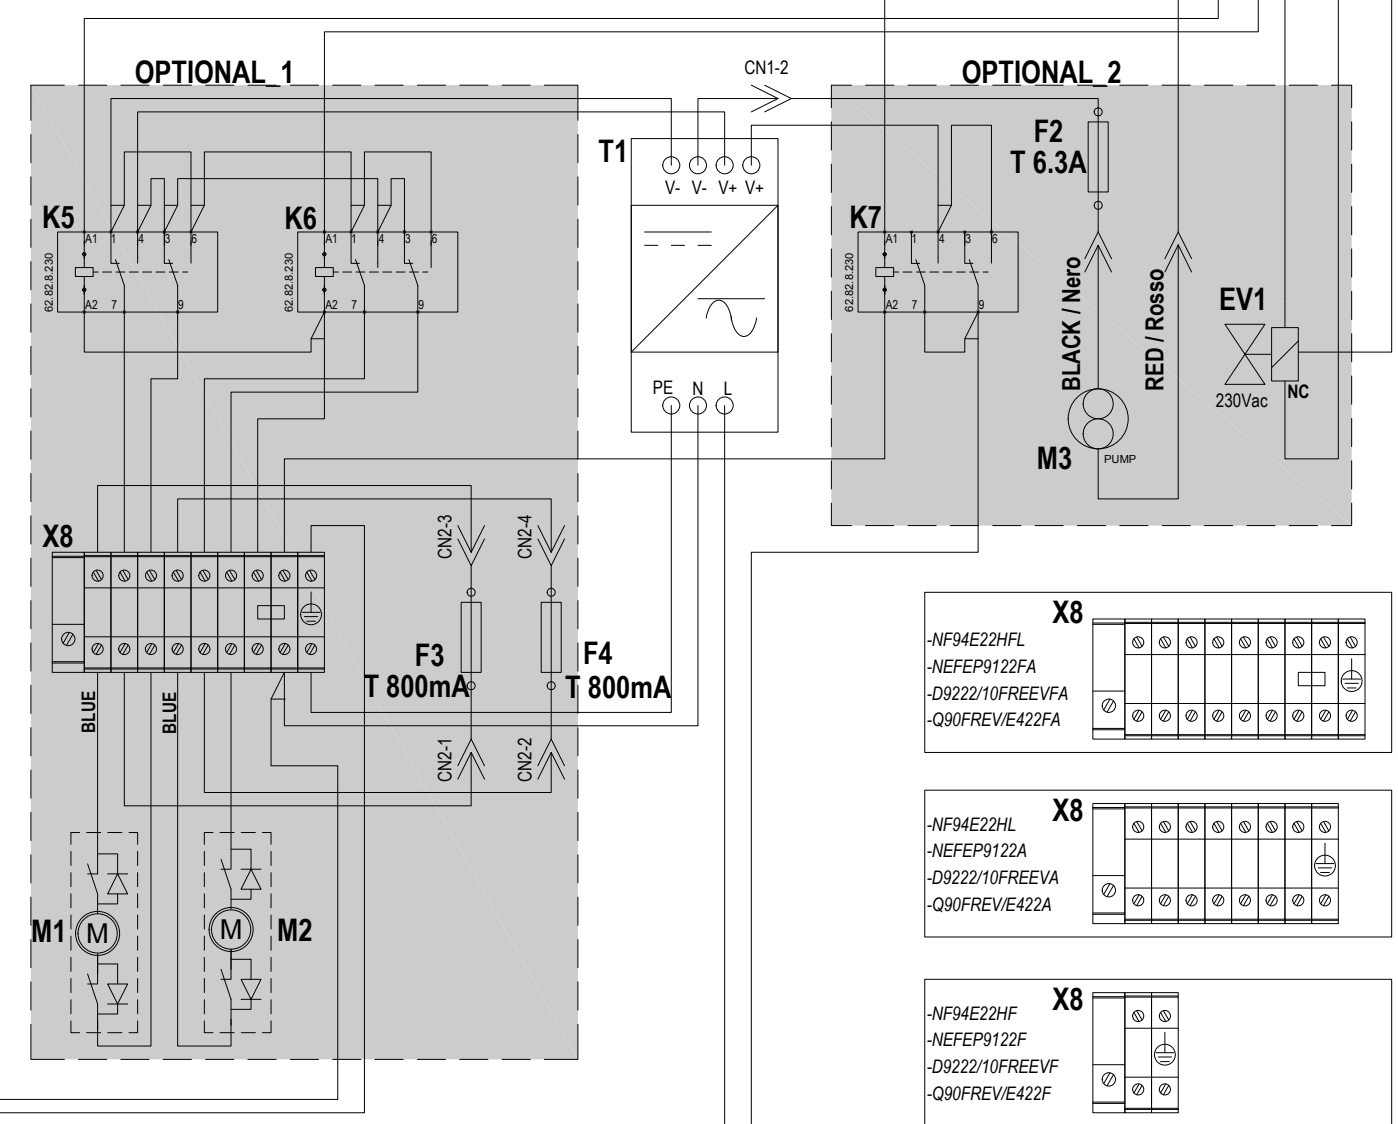 CN1-2
OPTIONAL_1
OPTIONAL_2
T1
V- V- V+ V+
F2
T 6.3A
K5
K6
K7
A1 1 4 3 6
A1 1 4 3 6
A1 1 4 3 6
62.82.8.230
62.82.8.230
62.82.8.230
A2 7 9
A2 7 9
A2 7 9
BLACK / Nero
RED / Rosso
EV1
230Vac
NC
PE N L
M3
PUMP
X8
CN2-3
CN2-4
F3
T 800mA
F4
T 800mA
BLUE
BLUE
CN2-1
CN2-2
M1
M
M
M2
X8
-NF94E22HFL
-NEFEP9122FA
-D9222/10FREEVFA
-Q90FREV/E422FA
X8
-NF94E22HL
-NEFEP9122A
-D9222/10FREEVA
-Q90FREV/E422A
X8
-NF94E22HF
-NEFEP9122F
-D9222/10FREEVF
-Q90FREV/E422F